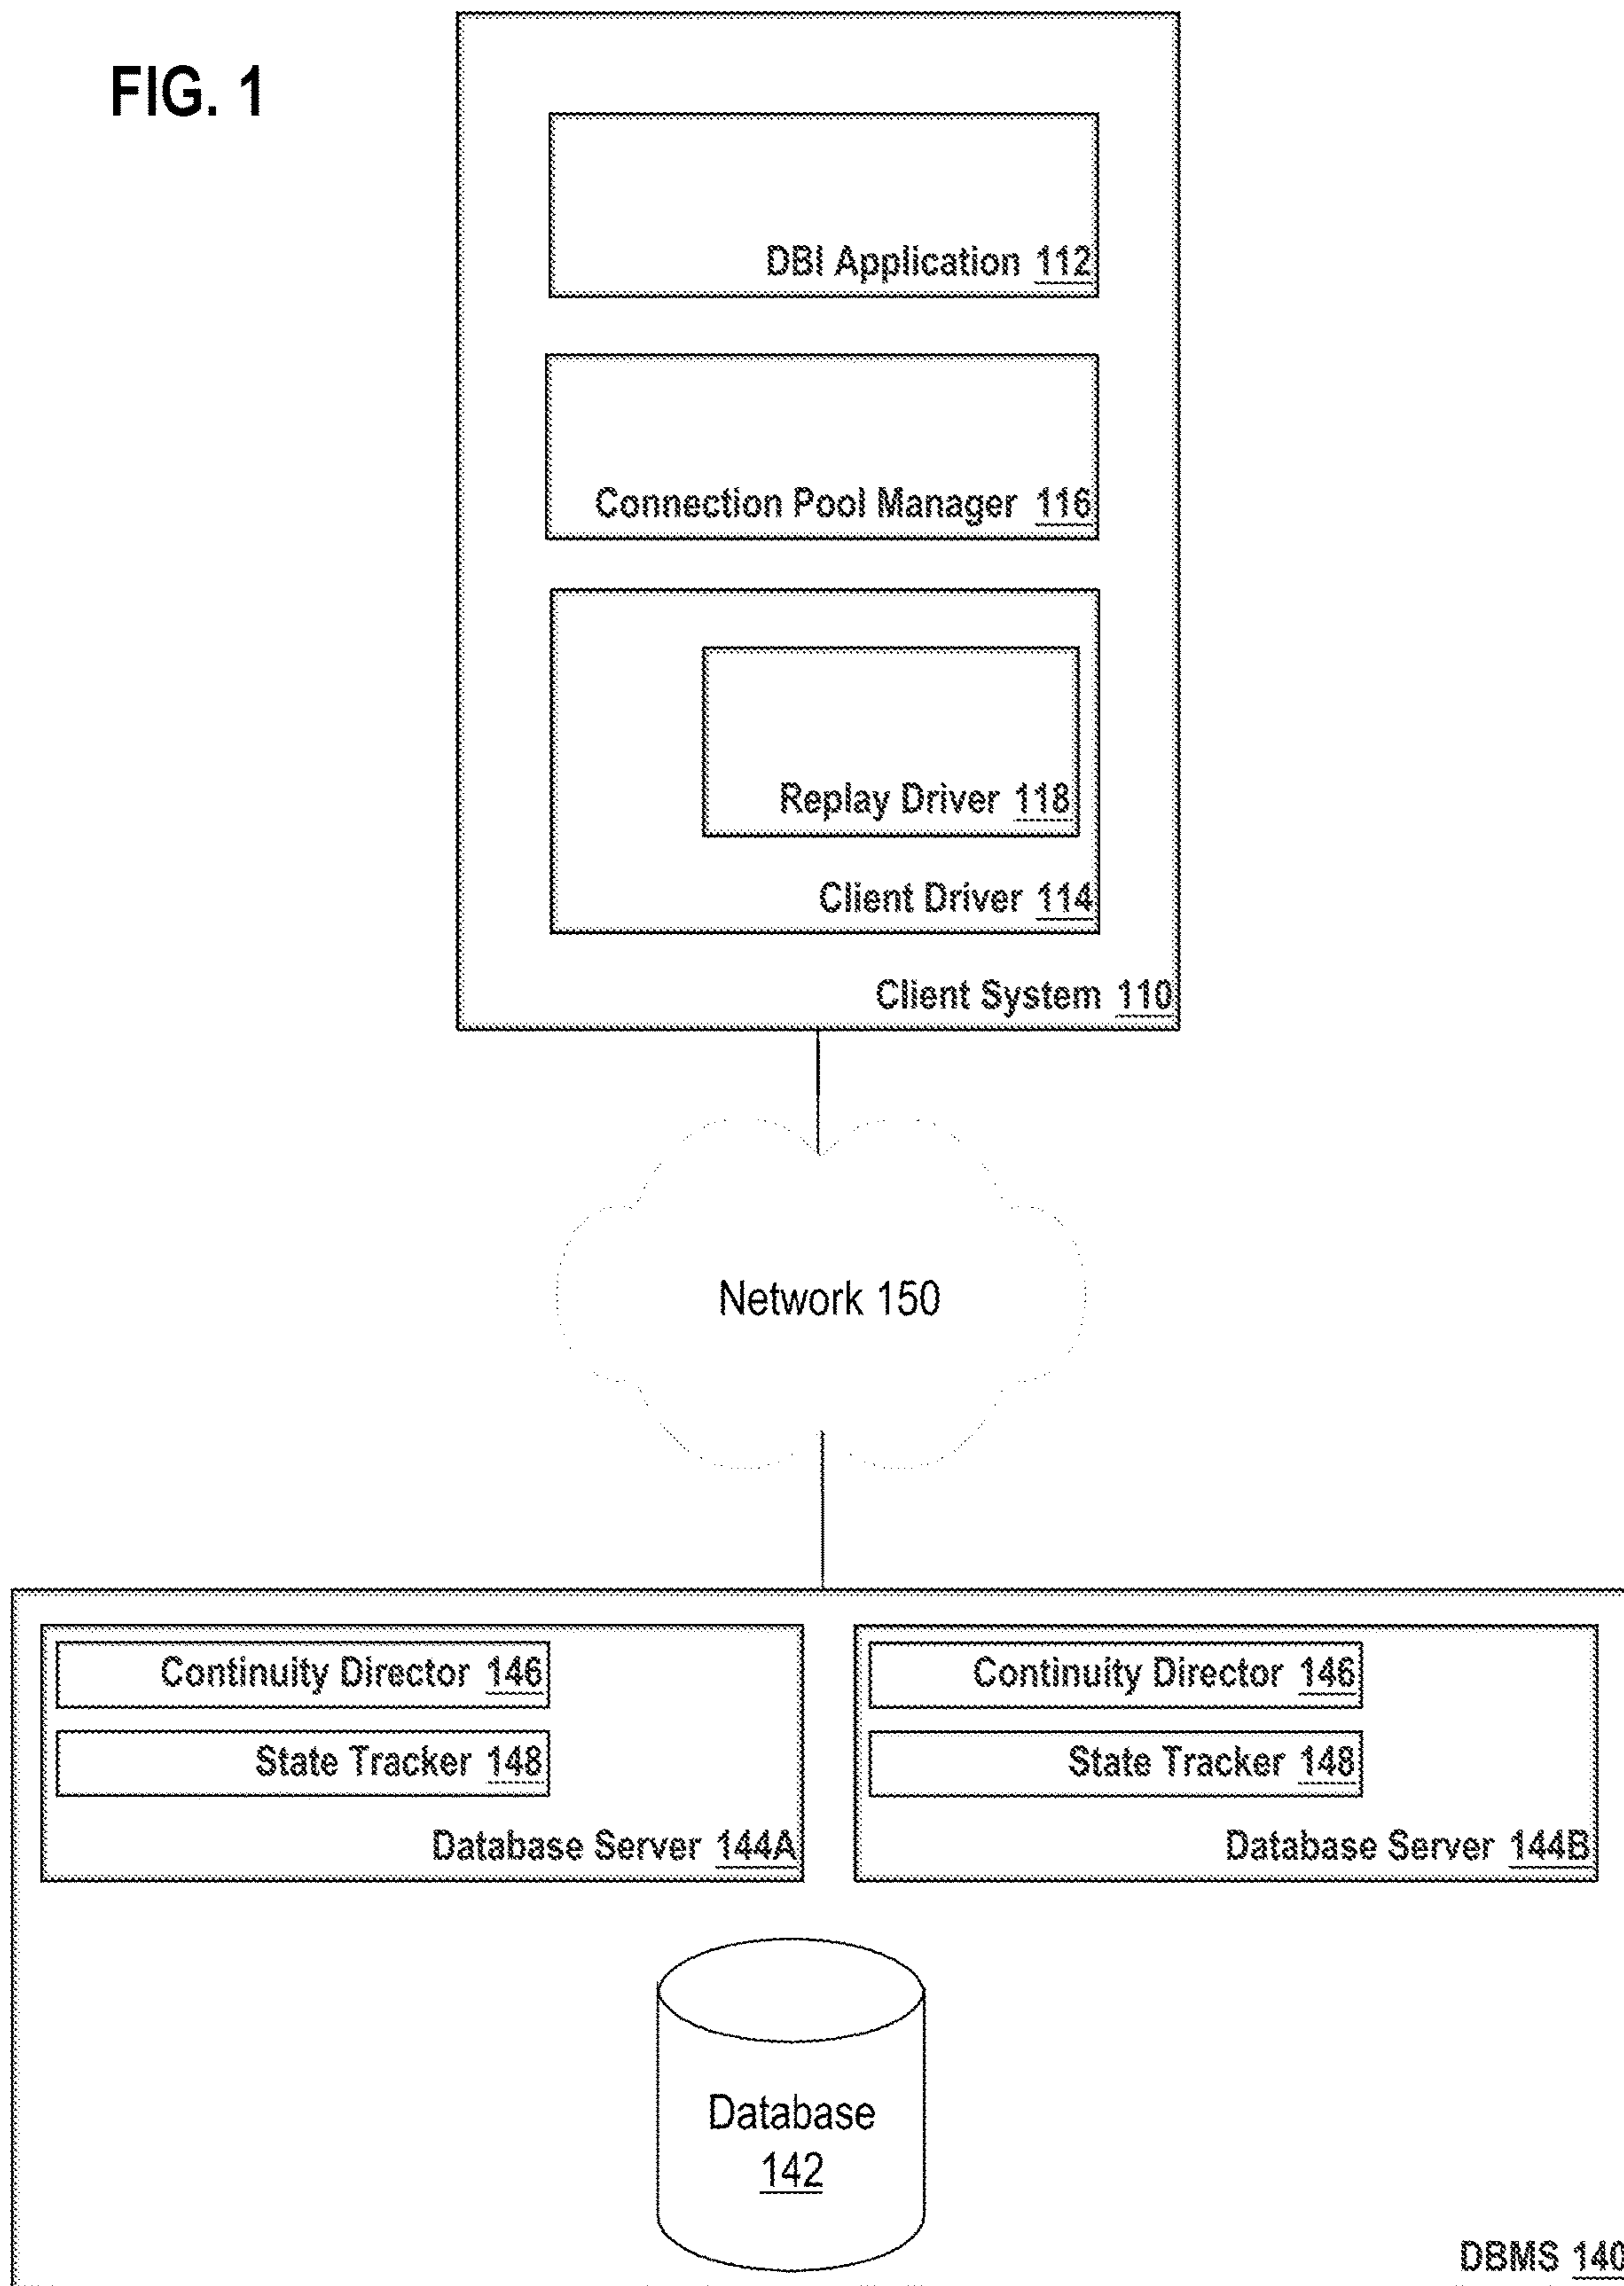 FIG. 1
DBI Application 112
Connection Pool Manager 116
Replay Driver 118
Client Driver 114
Client System 110
Network 150
Continuity Director 146
State Tracker 148
Database Server 144A
Continuity Director 146
State Tracker 148
Database Server 144B
Database
142
DBMS 140